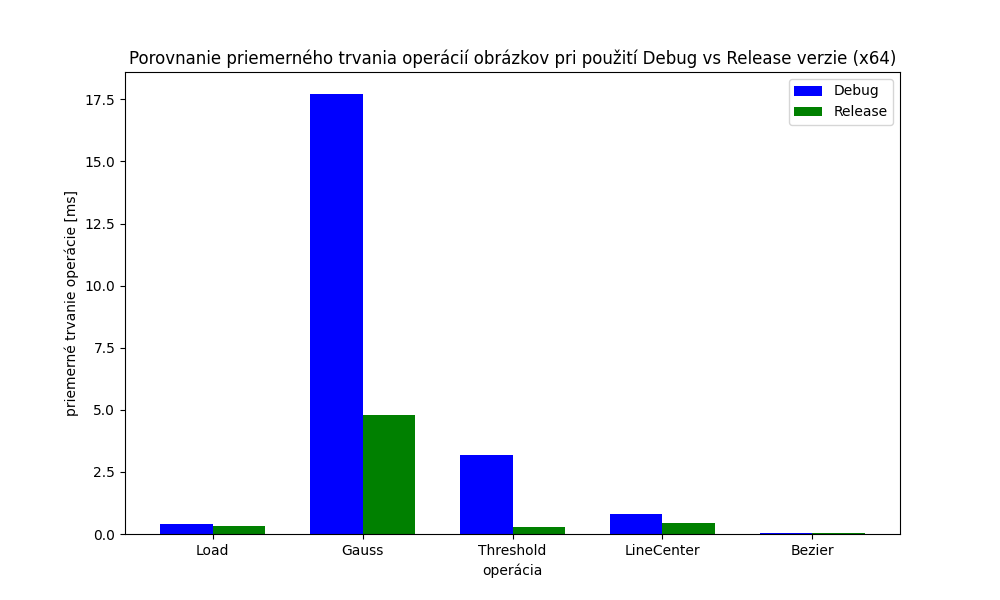 Porovnanie priemerného trvania operácií obrázkov pri použití Debug vs Release verzie (x64)
Debug
Release
priemerné trvanie operácie [ms]
17.5
15.0
12.5
10.0
7.5
5.0
2.5
0.0
Load
Gauss
Threshold
LineCenter
Bezier
operácia